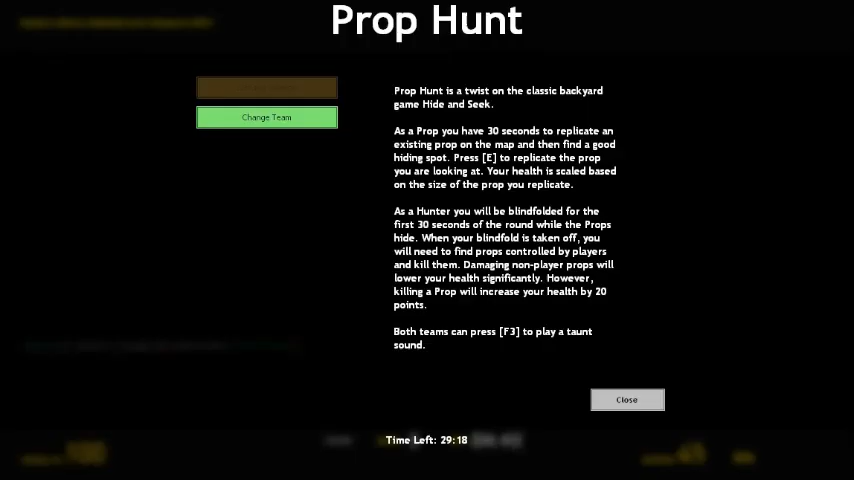 Prop Hunt
Change Team
Prop Hunt is a twist on the classic backyard
game Hide and Seek.
As a Prop you have 30 seconds to replicate an
existing prop on the map and then find a good
hiding spot. Press [E] to replicate the prop
you are looking at. Your health is scaled based
on the size of the prop you replicate.
As a Hunter you will be blindfolded for the
first 30 seconds of the round while the Props
hide. When your blindfold is taken off, you
will need to find props controlled by players
and kill them. Damaging non-player props will
lower your health significantly. However,
killing a Prop will increase your health by 20
points.
Both teams can press [F3] to play a taunt
sound.
Close
Time Left: 29:18